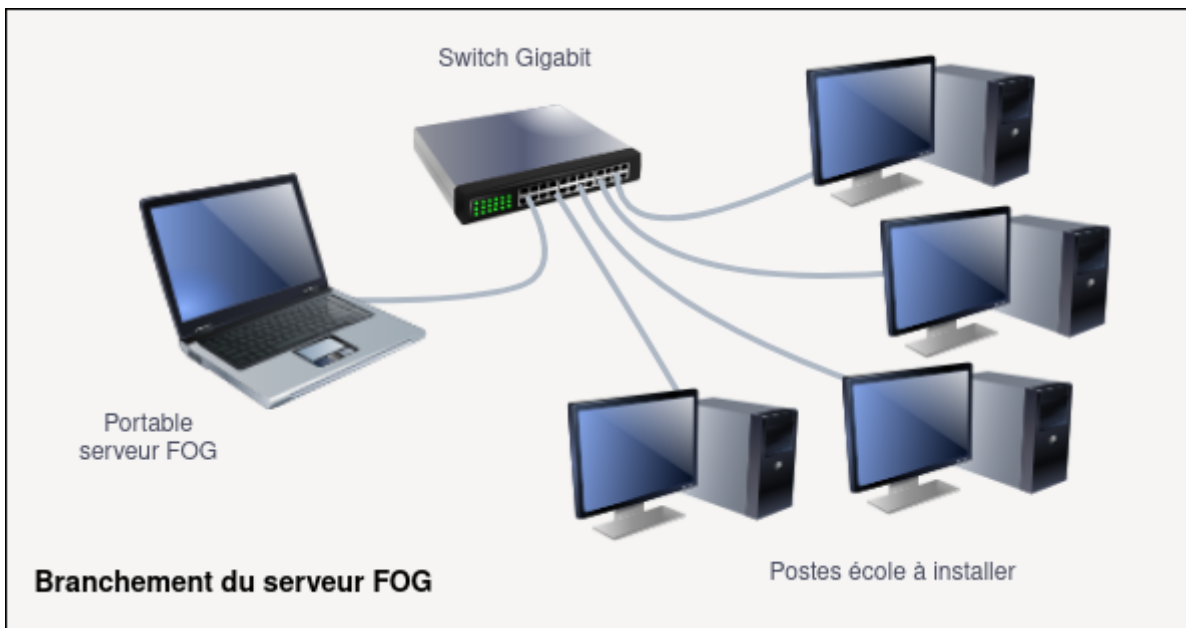 Switch Gigabit
Portable
serveur FOG
Postes école à installer
Branchement du serveur FOG